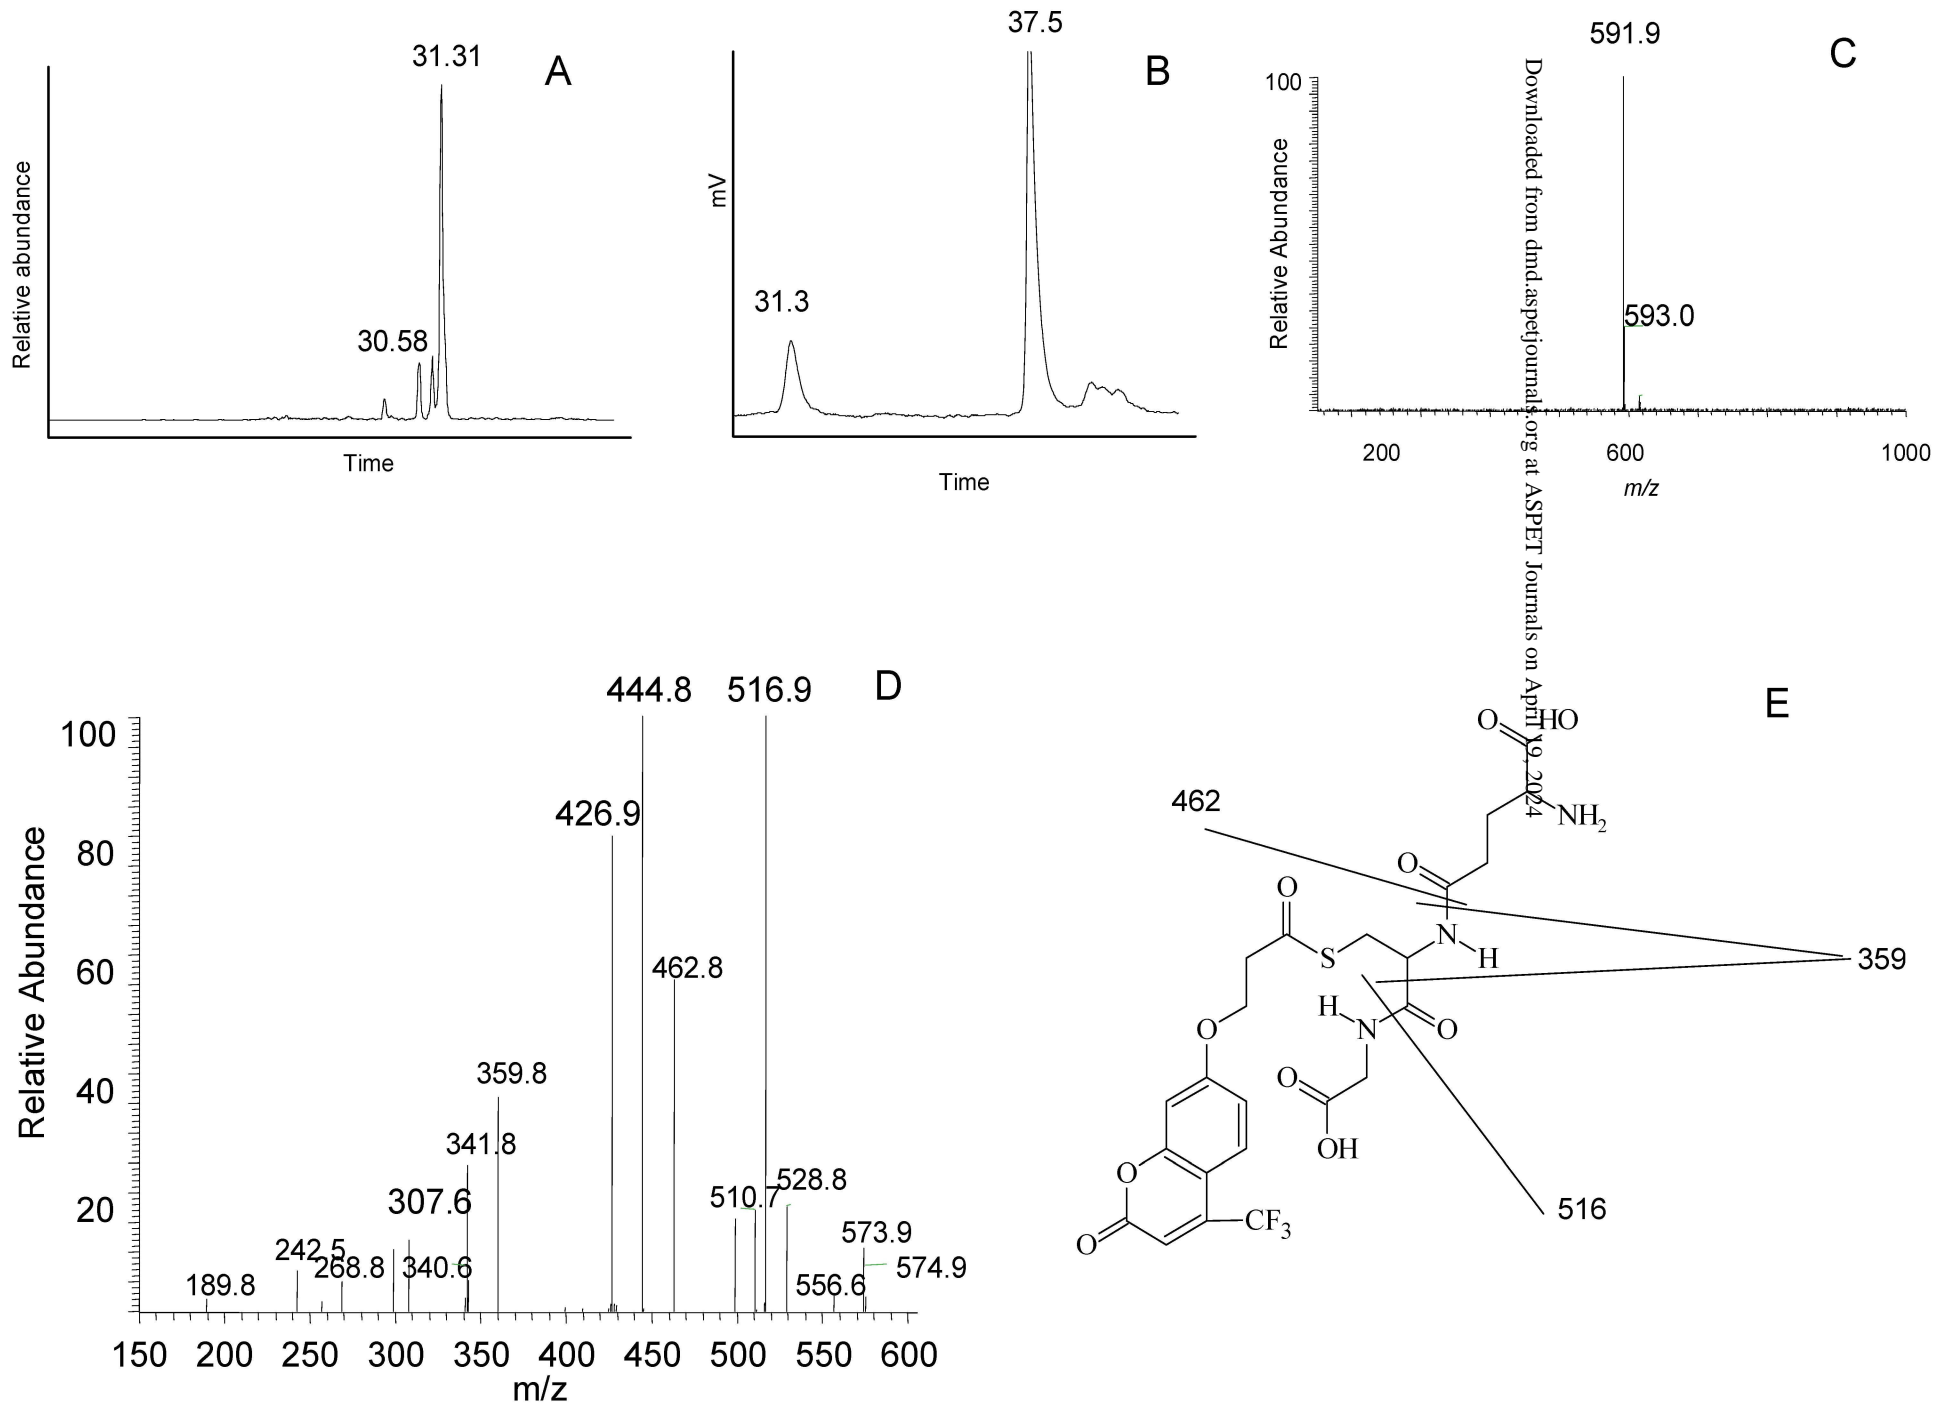 A
31.31
30.58
Relative abundance
Time
B
37.5
31.3
mV
Time
C
591.9
100
593.0
Relative Abundance
200 600 1000
m/z
Downloaded from dmd.aspetjournals.org at ASPET Journals on April 19, 2024
D
444.8 516.9
100
426.9
80
462.8
60
359.8
40
341.8
528.8
510.7
307.6
20
573.9
242.5
268.8
340.6
574.9
189.8
556.6
Relative Abundance
150 200 250 300 350 400 450 500 550 600
m/z
E
O
HO
462
NH2
O
O
N
H
S
359
H
N
O
O
O
OH
O
516
CF3
O